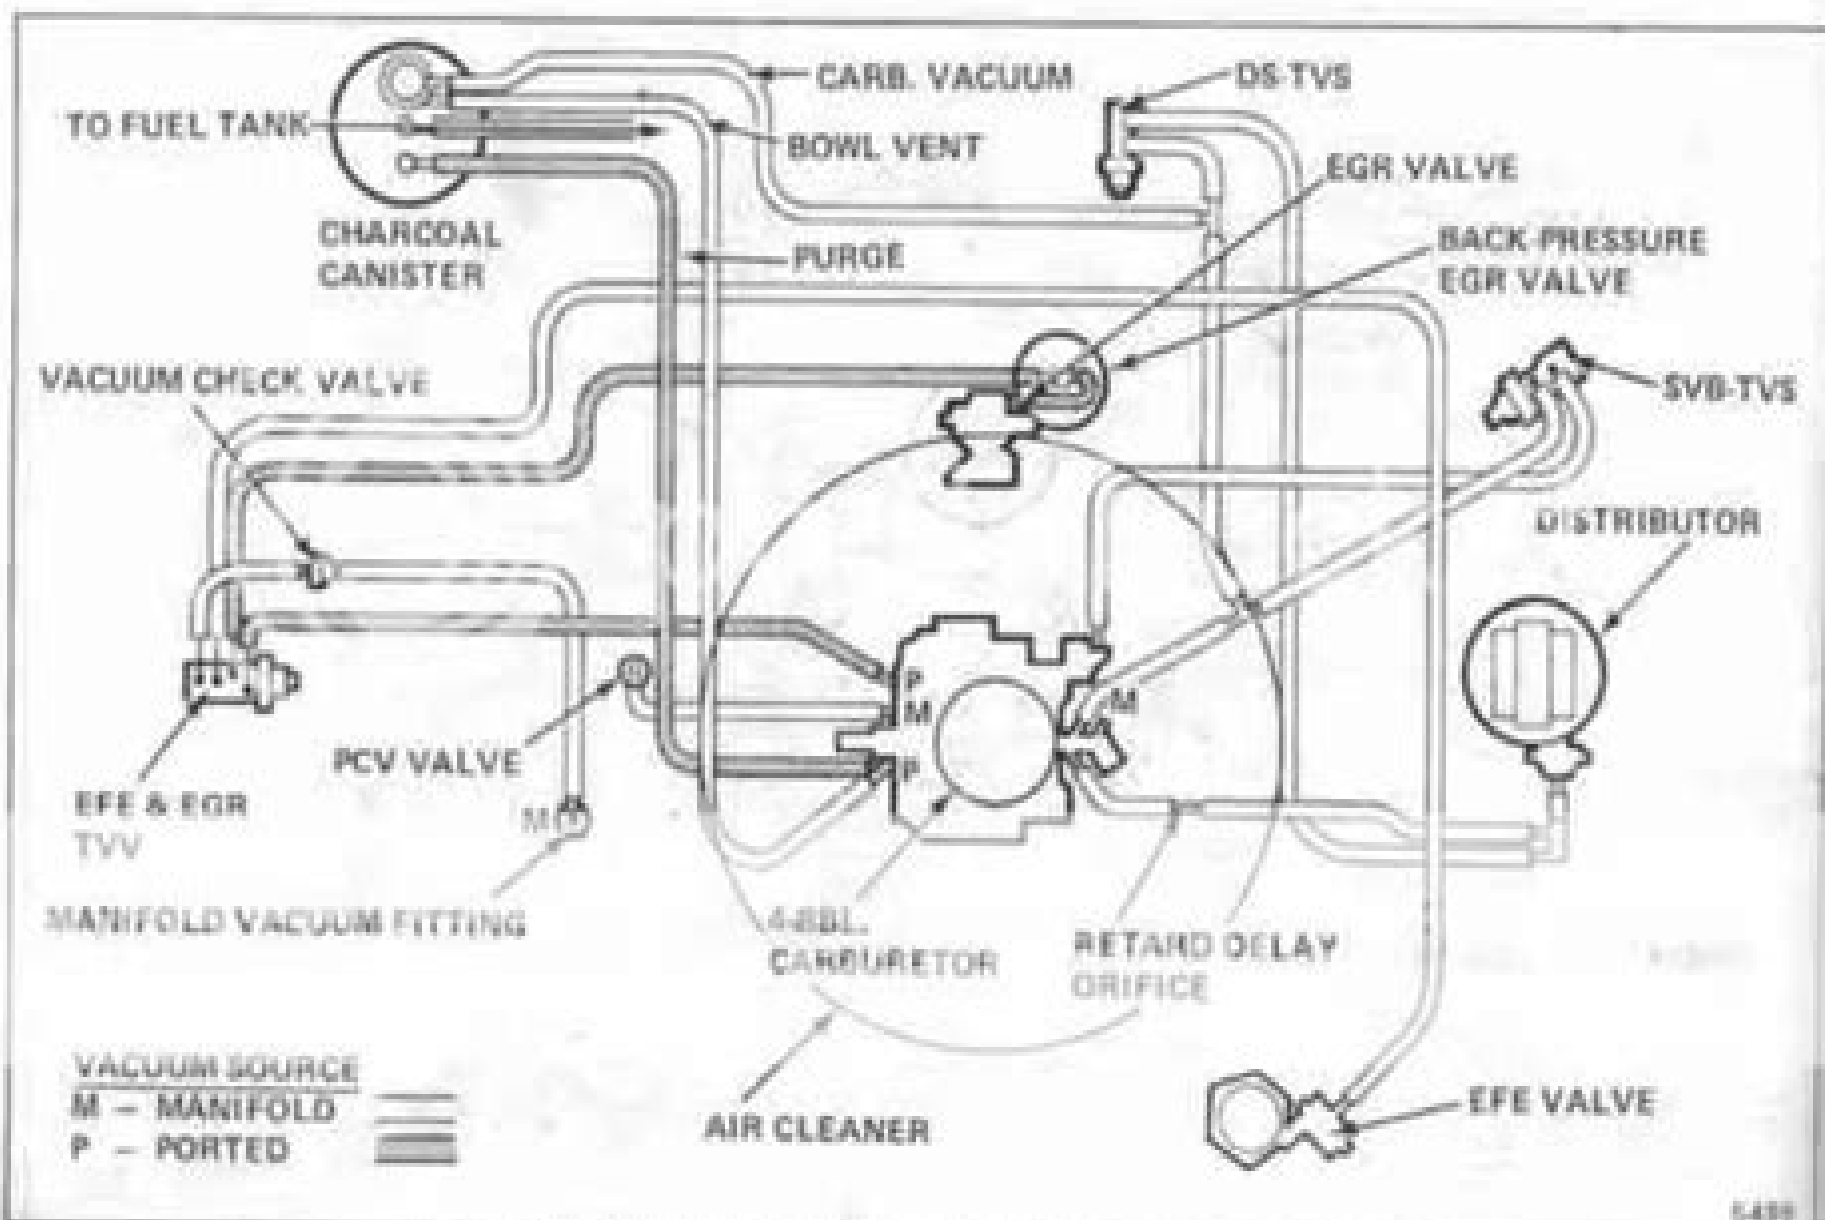 CARB. VACUUM
DS-TVS
TO FUEL TANK
BOWL VENT
EGR VALVE
CHARCOAL
CANISTER
PURGE
BACK-PRESSURE
EGR VALVE
VACUUM CHECK VALVE
SVB-TVS
DISTRIBUTOR
P
M
M
P
PCV VALVE
EFE & EGR
TVV
M
MANIFOLD VACUUM FITTING
4-BBL.
CARBURETOR
RETARD DELAY
ORIFICE
VACUUM SOURCE
M – MANIFOLD
P – PORTED
AIR CLEANER
EFE VALVE